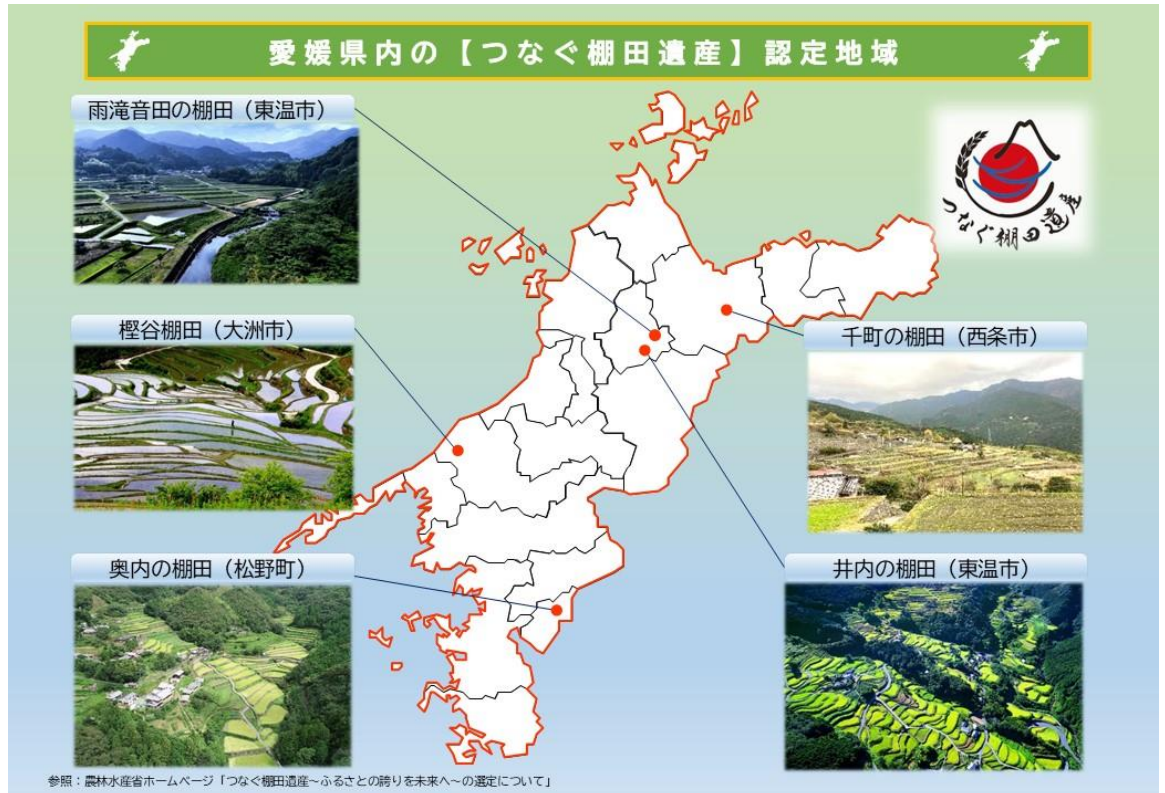 愛媛県内の【つなぐ棚田遺産】認定地域
雨滝音田の棚田（東温市）
つなぐ棚田遺産
樫谷棚田（大洲市）
千町の棚田（西条市）
奥内の棚田（松野町）
井内の棚田（東温市）
参照：農林水産省ホームページ「つなぐ棚田遺産～ふるさとの誇りを未来へ～の選定について」